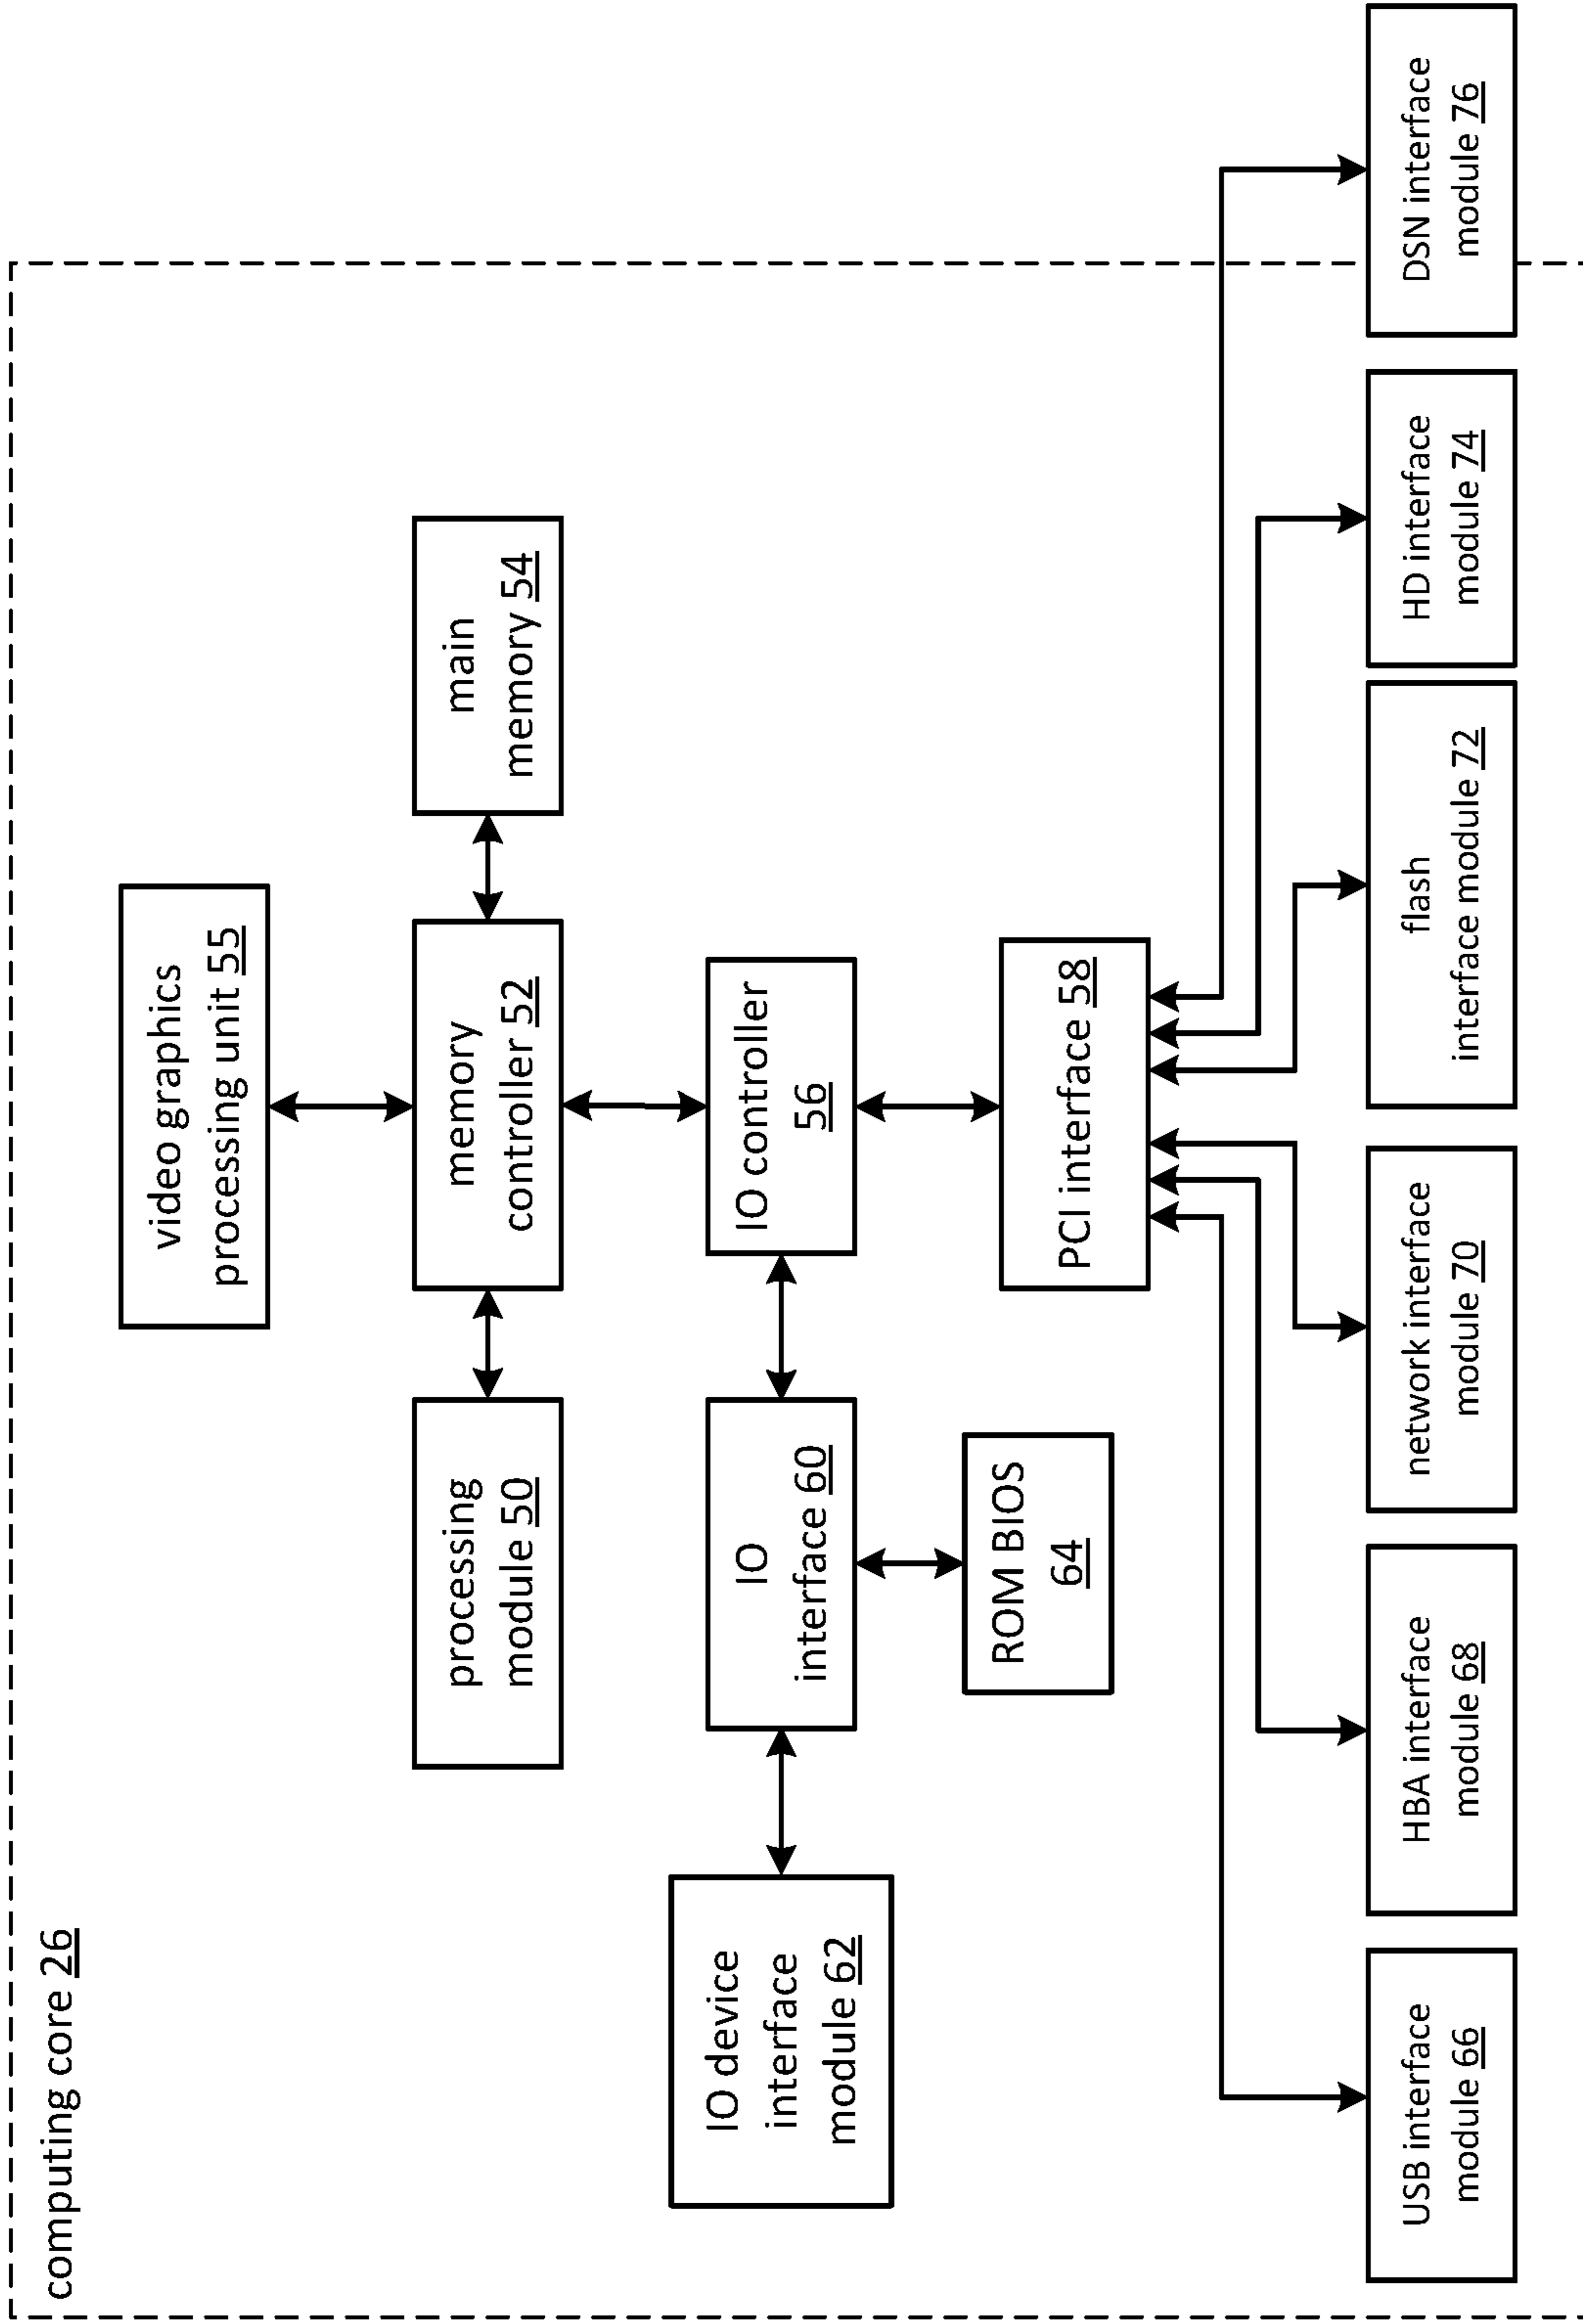 computing core 26
video graphics
processing unit 55
processing
module 50
memory
controller 52
main
memory 54
IO device
interface
module 62
IO
interface 60
IO controller
56
ROM BIOS
64
PCI interface 58
USB interface
module 66
HBA interface
module 68
network interface
module 70
flash
interface module 72
HD interface
module 74
DSN interface
module 76